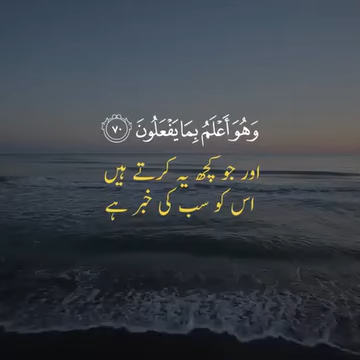 وَهُوَ أَعْلَمُ بِمَا يَفْعَلُونَ ۝٧٠
اور جو کچھ یہ کرتے ہیں
اس کو سب کی خبر ہے